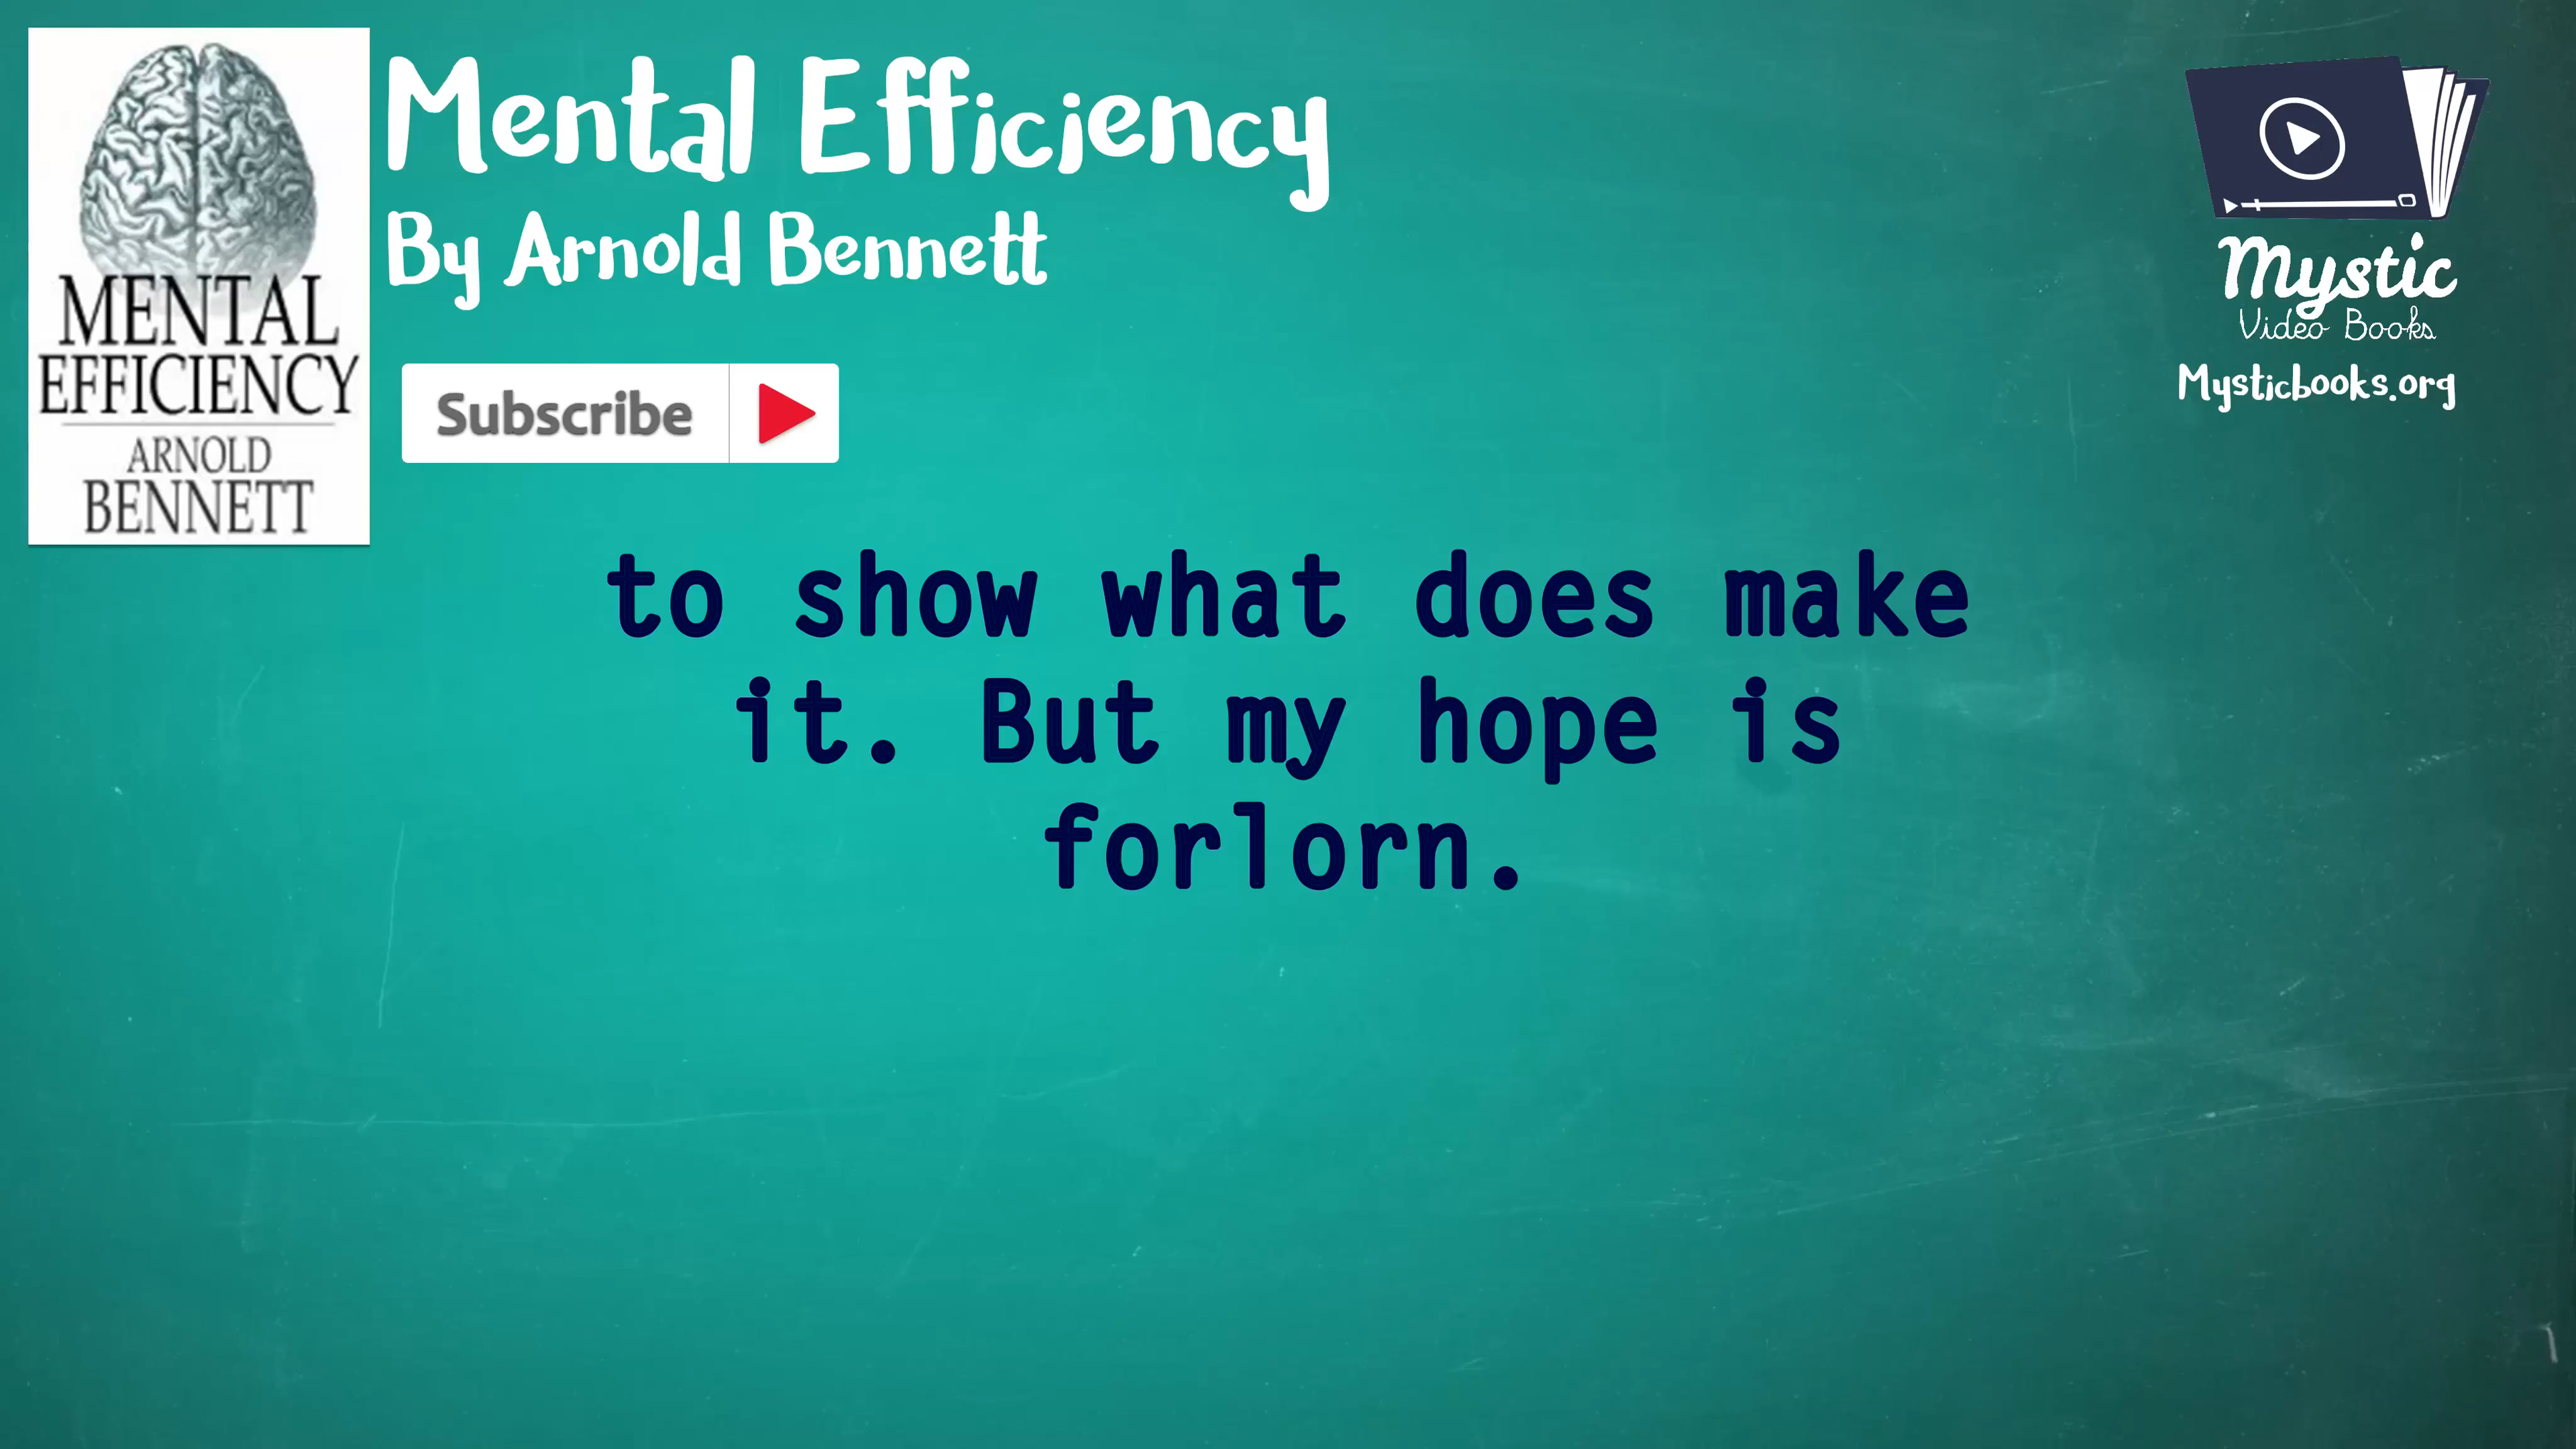 Mental Efficiency
By Arnold Bennett
MENTAL
EFFICIENCY
ARNOLD
BENNETT
Subscribe
Mystic
Video Books
Mysticbooks.org
to show what does make
it. But my hope is
forlorn.